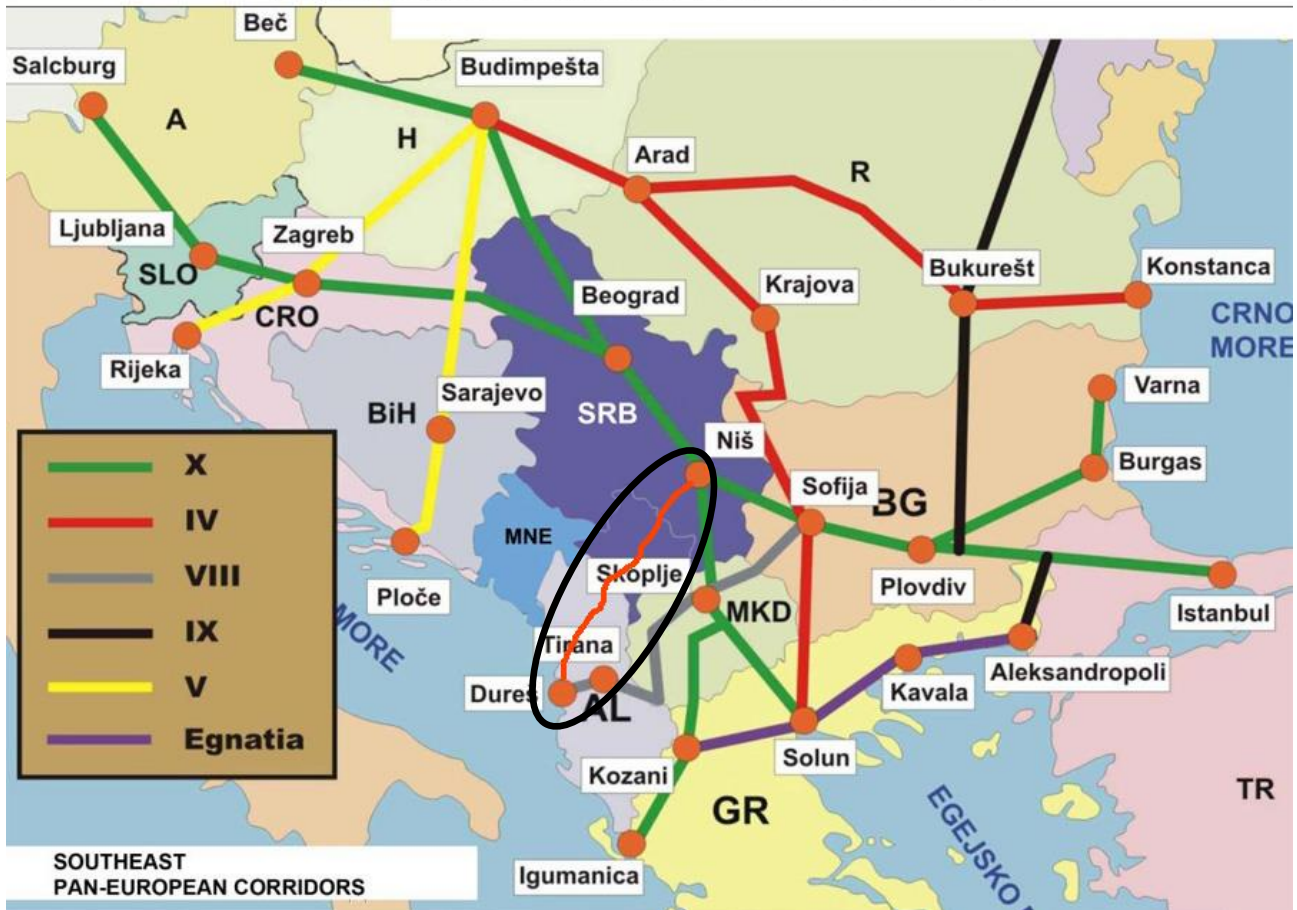 Beč
Salcburg
Budimpešta
A
H
Arad
R
Ljubljana
Zagreb
SLO
CRO
Beograd
Krajova
Bukurešt
Konstanca
CRNO
MORE
Rijeka
Sarajevo
BiH
SRB
Varna
Niš
Burgas
Sofija
BG
MNE
Skoplje
MKD
Plovdiv
Istanbul
Ploče
MORE
Tirana
Dureš
AL
Aleksandropoli
Kavala
Solun
Kozani
GR
TR
EGEJSKO
Igumanica
X
IV
VIII
IX
V
Egnatia
SOUTHEAST
PAN-EUROPEAN CORRIDORS